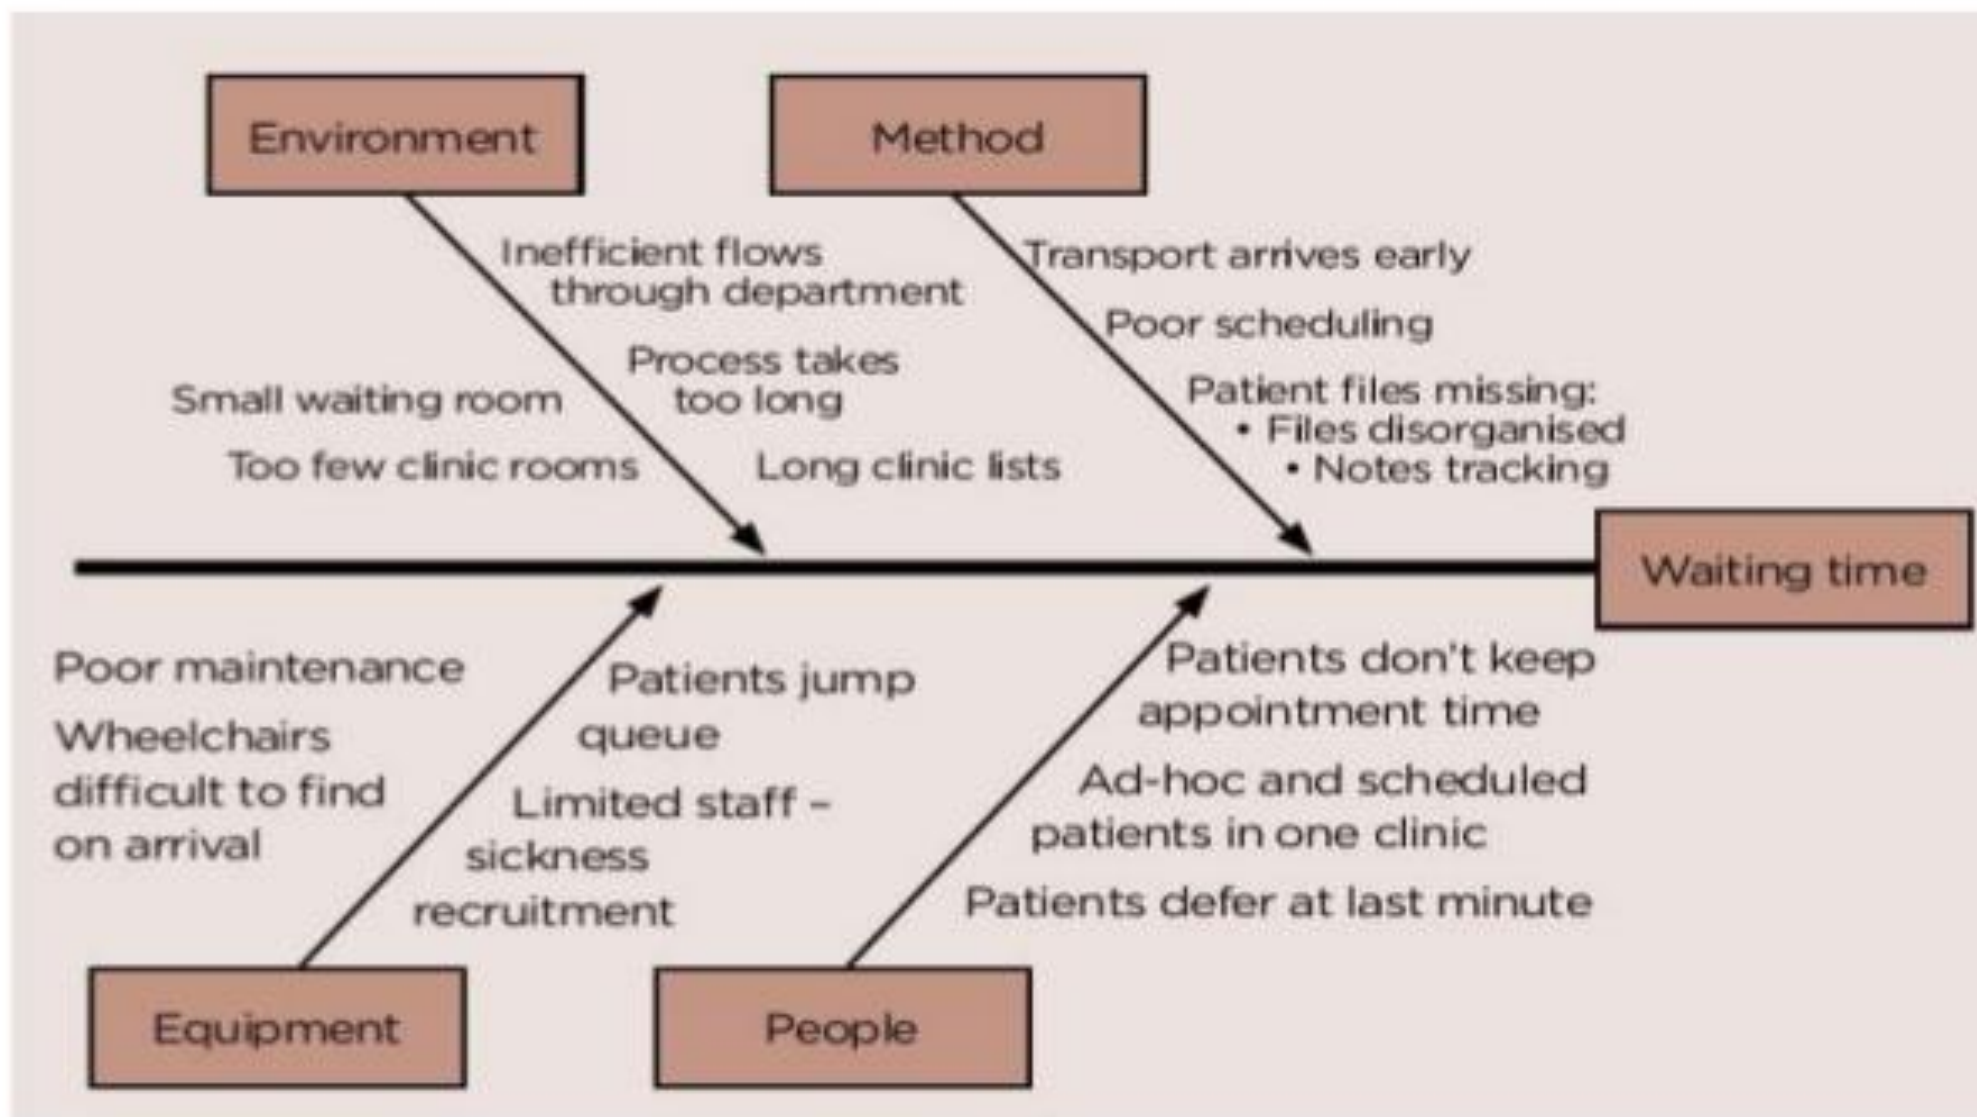 Environment
Method
Inefficient flows
through department
Process takes
too long
Small waiting room
Too few clinic rooms
Long clinic lists
Transport arrives early
Poor scheduling
Patient files missing:
• Files disorganised
• Notes tracking
Waiting time
Poor maintenance
Wheelchairs
difficult to find
on arrival
Patients jump
queue
Limited staff –
sickness
recruitment
Patients don't keep
appointment time
Ad-hoc and scheduled
patients in one clinic
Patients defer at last minute
Equipment
People